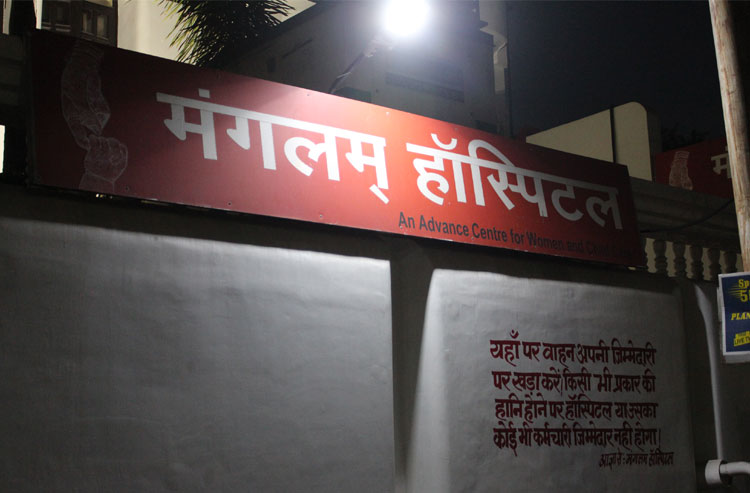 मंगलम् हॉस्पिटल
An Advance Centre for Women and Child
यहाँ पर वाहन अपनी जिम्मेदारी
पर खड़ा करें, किसी भी प्रकार की
हानि होने पर हॉस्पिटल या उसका
कोई भी कर्मचारी जिम्मेदार नही होगा।
आज्ञा से:-मंगलम हॉस्पिटल
PLAN